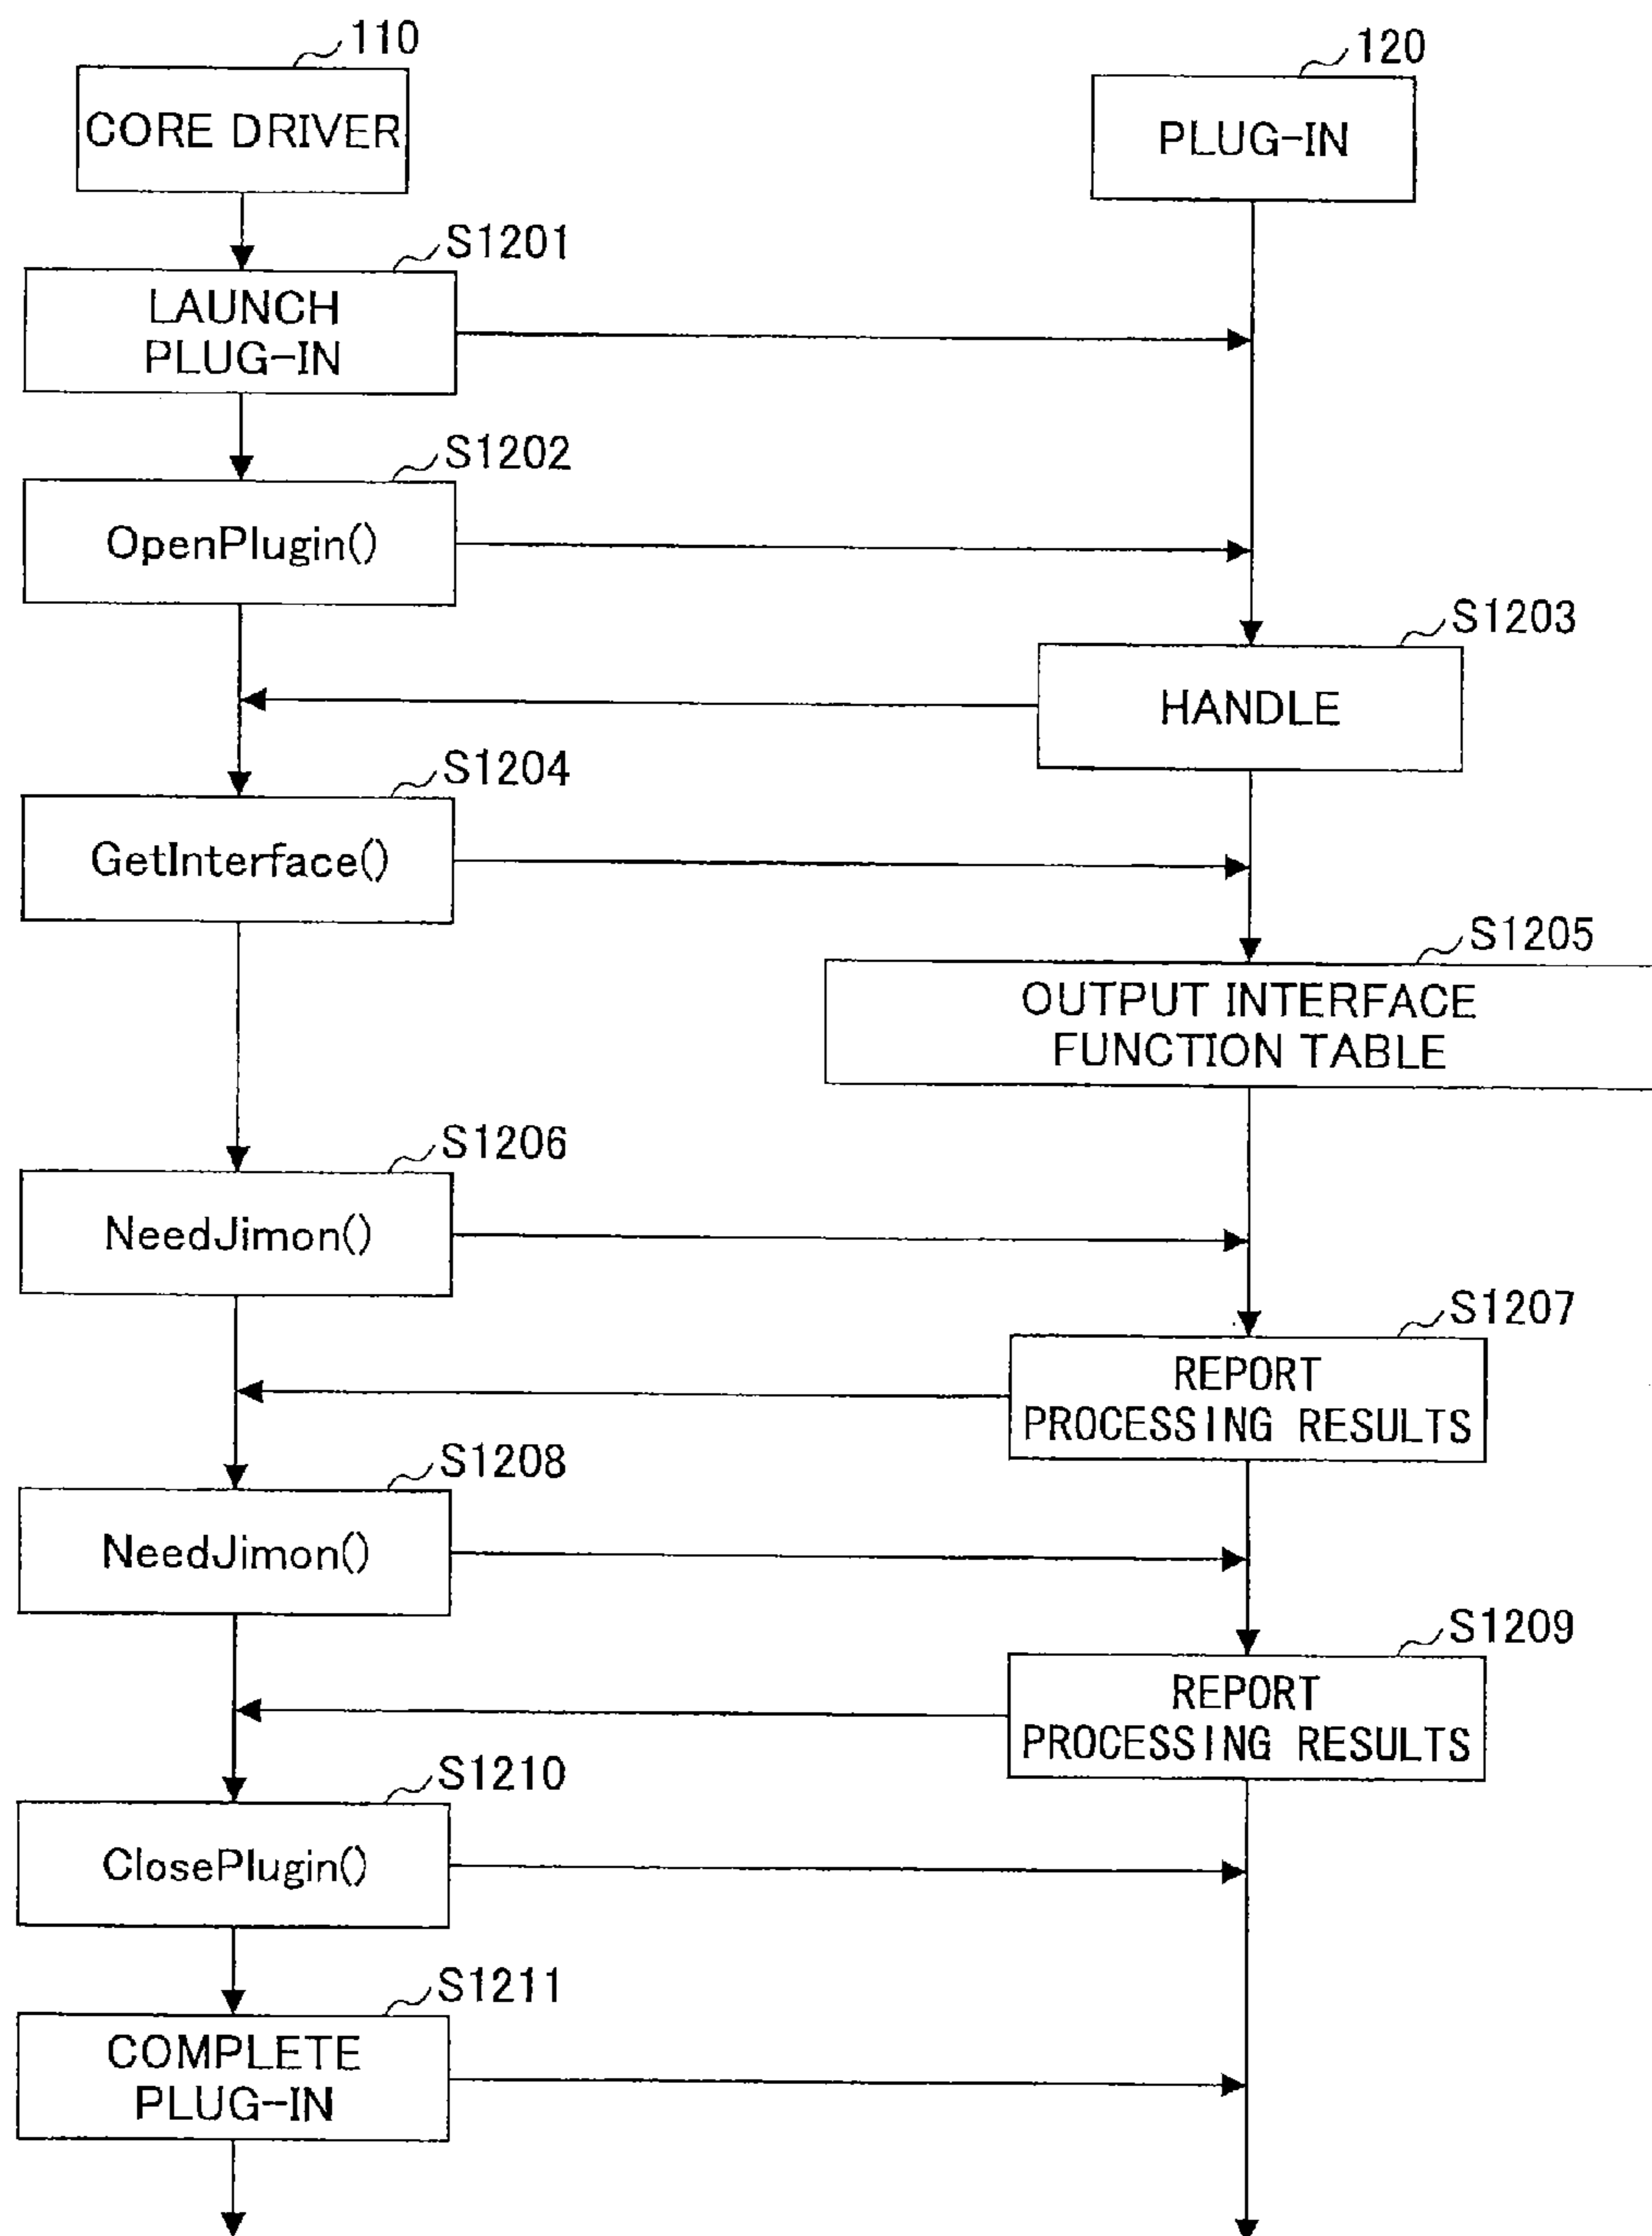 110
CORE DRIVER
120
PLUG-IN
S1201
LAUNCH
PLUG-IN
S1202
OpenPlugin()
S1203
HANDLE
S1204
GetInterface()
S1205
OUTPUT INTERFACE
FUNCTION TABLE
S1206
NeedJimon()
S1207
REPORT
PROCESSING RESULTS
S1208
NeedJimon()
S1209
REPORT
PROCESSING RESULTS
S1210
ClosePlugin()
S1211
COMPLETE
PLUG-IN